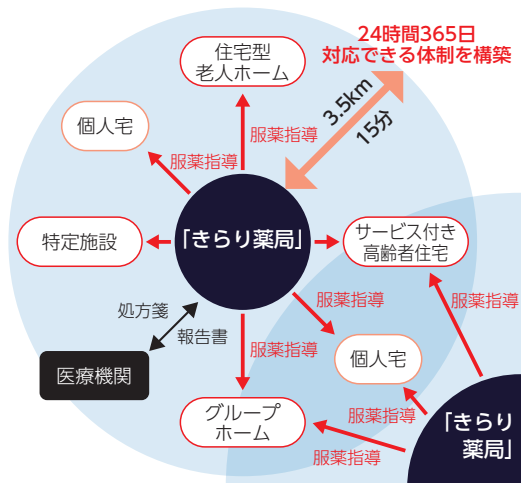 24時間365日
対応できる体制を構築
住宅型
老人ホーム
3.5km
15分
個人宅
服薬指導
服薬指導
特定施設
「きらり薬局」
サービス付き
高齢者住宅
処方箋
報告書
服薬指導
服薬指導
医療機関
服薬指導
個人宅
グループ
ホーム
服薬指導
服薬指導
「きらり
薬局」